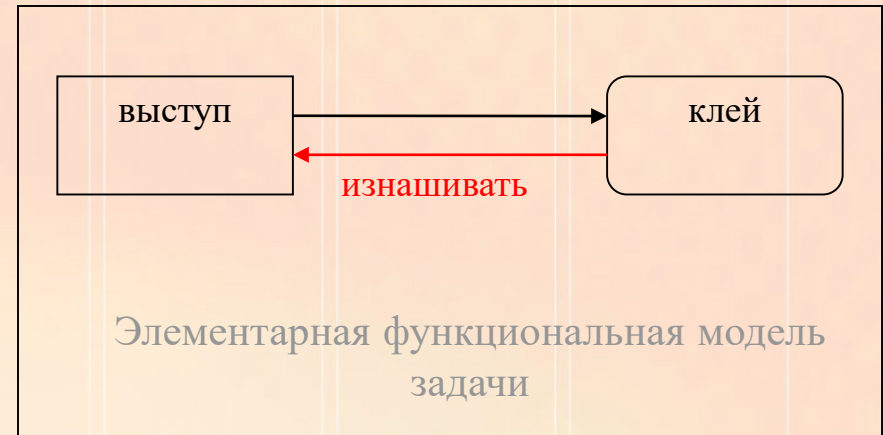 выступ
клей
изнашивать
Элементарная функциональная модель
задачи